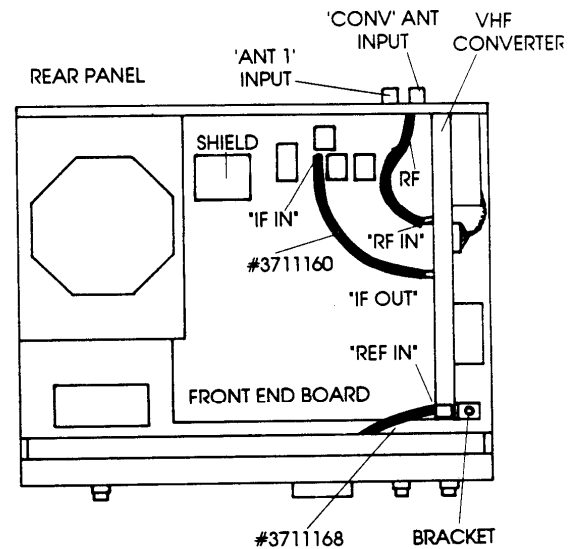 'CONV' ANT
INPUT
VHF
CONVERTER
'ANT 1'
INPUT
REAR PANEL
SHIELD
RF
"IF IN"
"RF IN"
#3711160
"IF OUT"
"REF IN"
FRONT END BOARD
#3711168
BRACKET